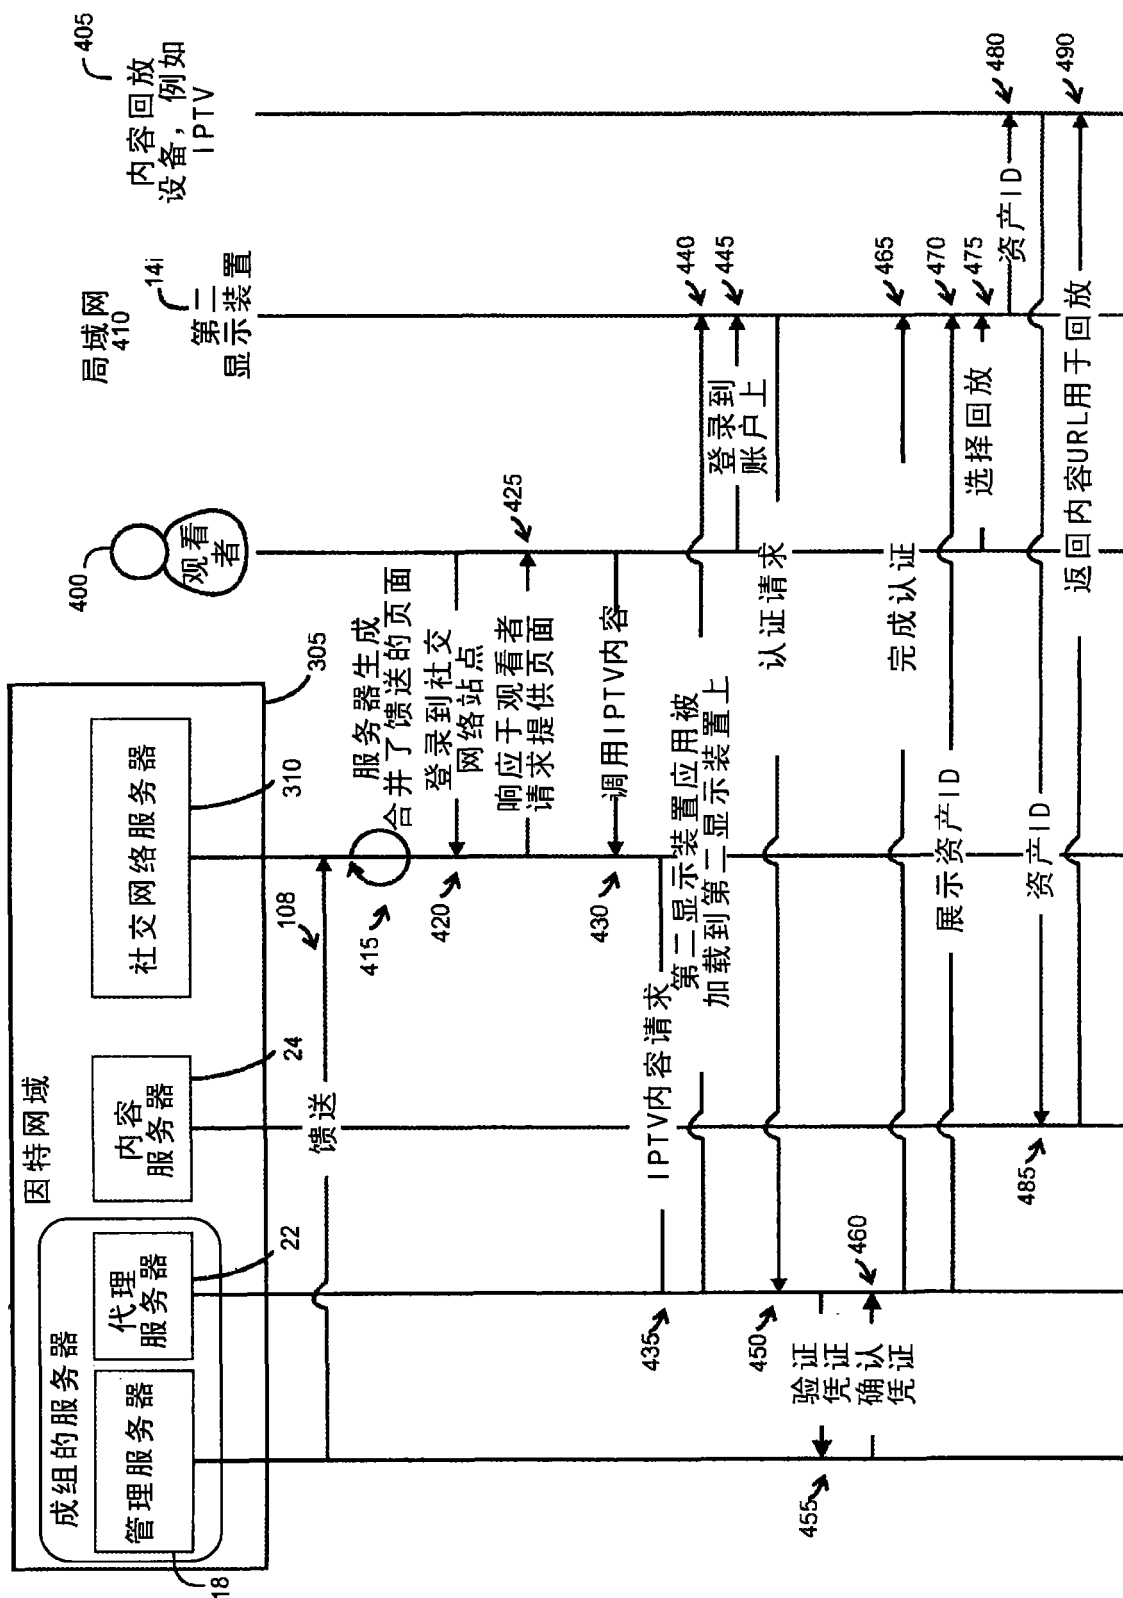 因特网域
成组的服务器
管理服务器
18
代理
服务器
22
内容
服务器
24
社交网络服务器
310
305
400
观看
者
局域网
410
14i
第二
显示装置
405
内容回放
设备，例如
IPTV
馈送
108
服务器生成
合并了馈送的页面
415
登录到社交
网络站点
420
响应于观看者
请求提供页面
425
调用IPTV内容
430
IPTV内容请求
435
第二显示装置应用被
加载到第二显示装置上
440
登录到
账户上
445
认证请求
450
验证
凭证
455
确认
凭证
460
完成认证
465
展示资产ID
470
选择回放
475
资产ID
480
资产ID
485
返回内容URL用于回放
490